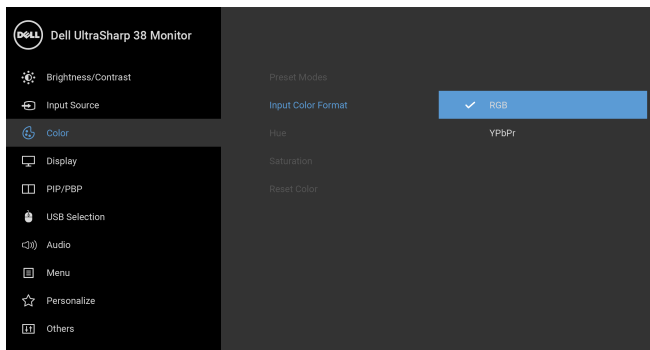 DELL Dell UltraSharp 38 Monitor
Brightness/Contrast
Input Source
Color
Display
PIP/PBP
USB Selection
Audio
Menu
Personalize
Others
Preset Modes
Input Color Format
Hue
Saturation
Reset Color
RGB
YPbPr